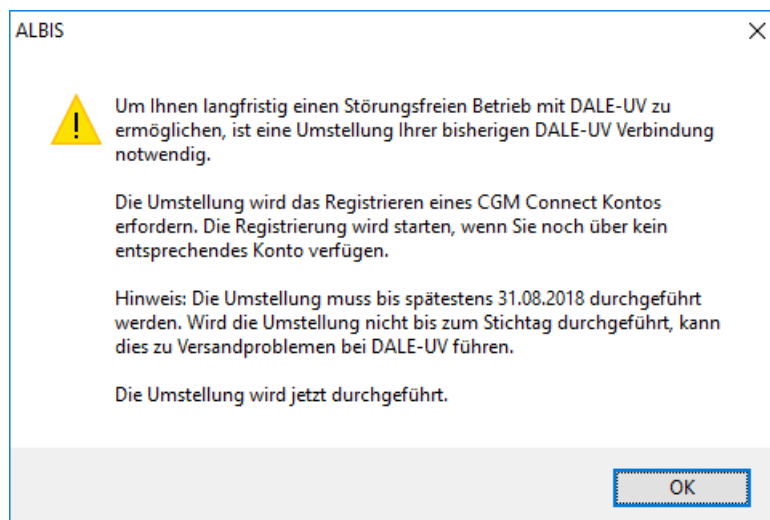 ALBIS
Um Ihnen langfristig einen Störungsfreien Betrieb mit DALE-UV zu
ermöglichen, ist eine Umstellung Ihrer bisherigen DALE-UV Verbindung
notwendig.
Die Umstellung wird das Registrieren eines CGM Connect Kontos
erfordern. Die Registrierung wird starten, wenn Sie noch über kein
entsprechendes Konto verfügen.
Hinweis: Die Umstellung muss bis spätestens 31.08.2018 durchgeführt
werden. Wird die Umstellung nicht bis zum Stichtag durchgeführt, kann
dies zu Versandproblemen bei DALE-UV führen.
Die Umstellung wird jetzt durchgeführt.
OK